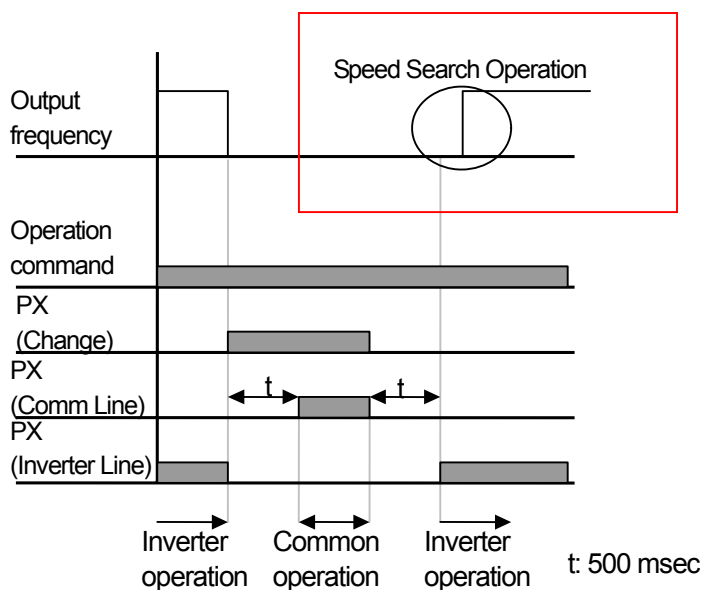 Speed Search Operation
Output
frequency
Operation
command
PX
(Change)
PX
t
t
(Comm Line)
PX
(Inverter Line)
Inverter
operation
Common
operation
Inverter
operation
t: 500 msec